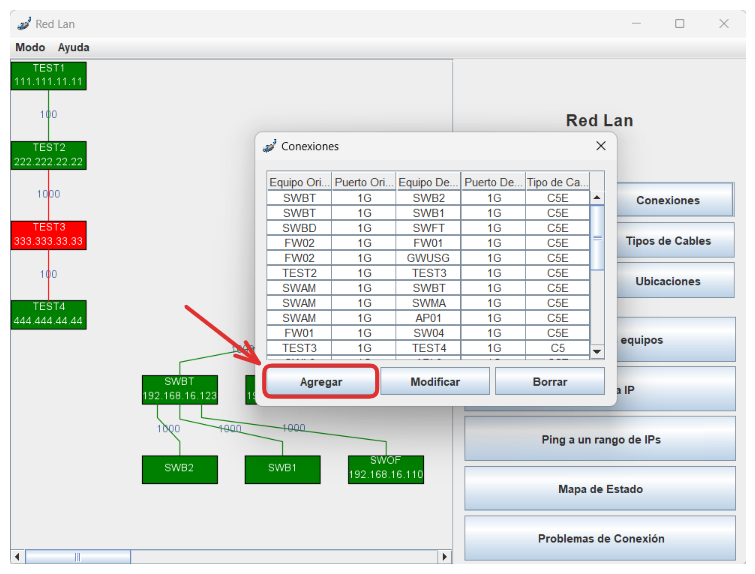 Red Lan
Modo Ayuda
TEST1
111.111.11.11
100
TEST2
222.222.22.22
1000
TEST3
333.333.33.33
100
TEST4
444.444.44.44
SWBT
192.168.16.123
1000
1000
1000
SWB2
SWB1
SWOF
192.168.16.110
Conexiones
Equipo Ori... Puerto Ori... Equipo De... Puerto De... Tipo de Ca...
SWBT 1G SWB2 1G C5E
SWBT 1G SWB1 1G C5E
SWBD 1G SWFT 1G C5E
FW02 1G FW01 1G C5E
FW02 1G GWUSG 1G C5E
TEST2 1G TEST3 1G C5E
SWAM 1G SWBT 1G C5E
SWAM 1G SWMA 1G C5E
SWAM 1G AP01 1G C5E
FW01 1G SW04 1G C5E
TEST3 1G TEST4 1G C5
Agregar Modificar Borrar
Red Lan
Conexiones
Tipos de Cables
Ubicaciones
equipos
a IP
Ping a un rango de IPs
Mapa de Estado
Problemas de Conexión